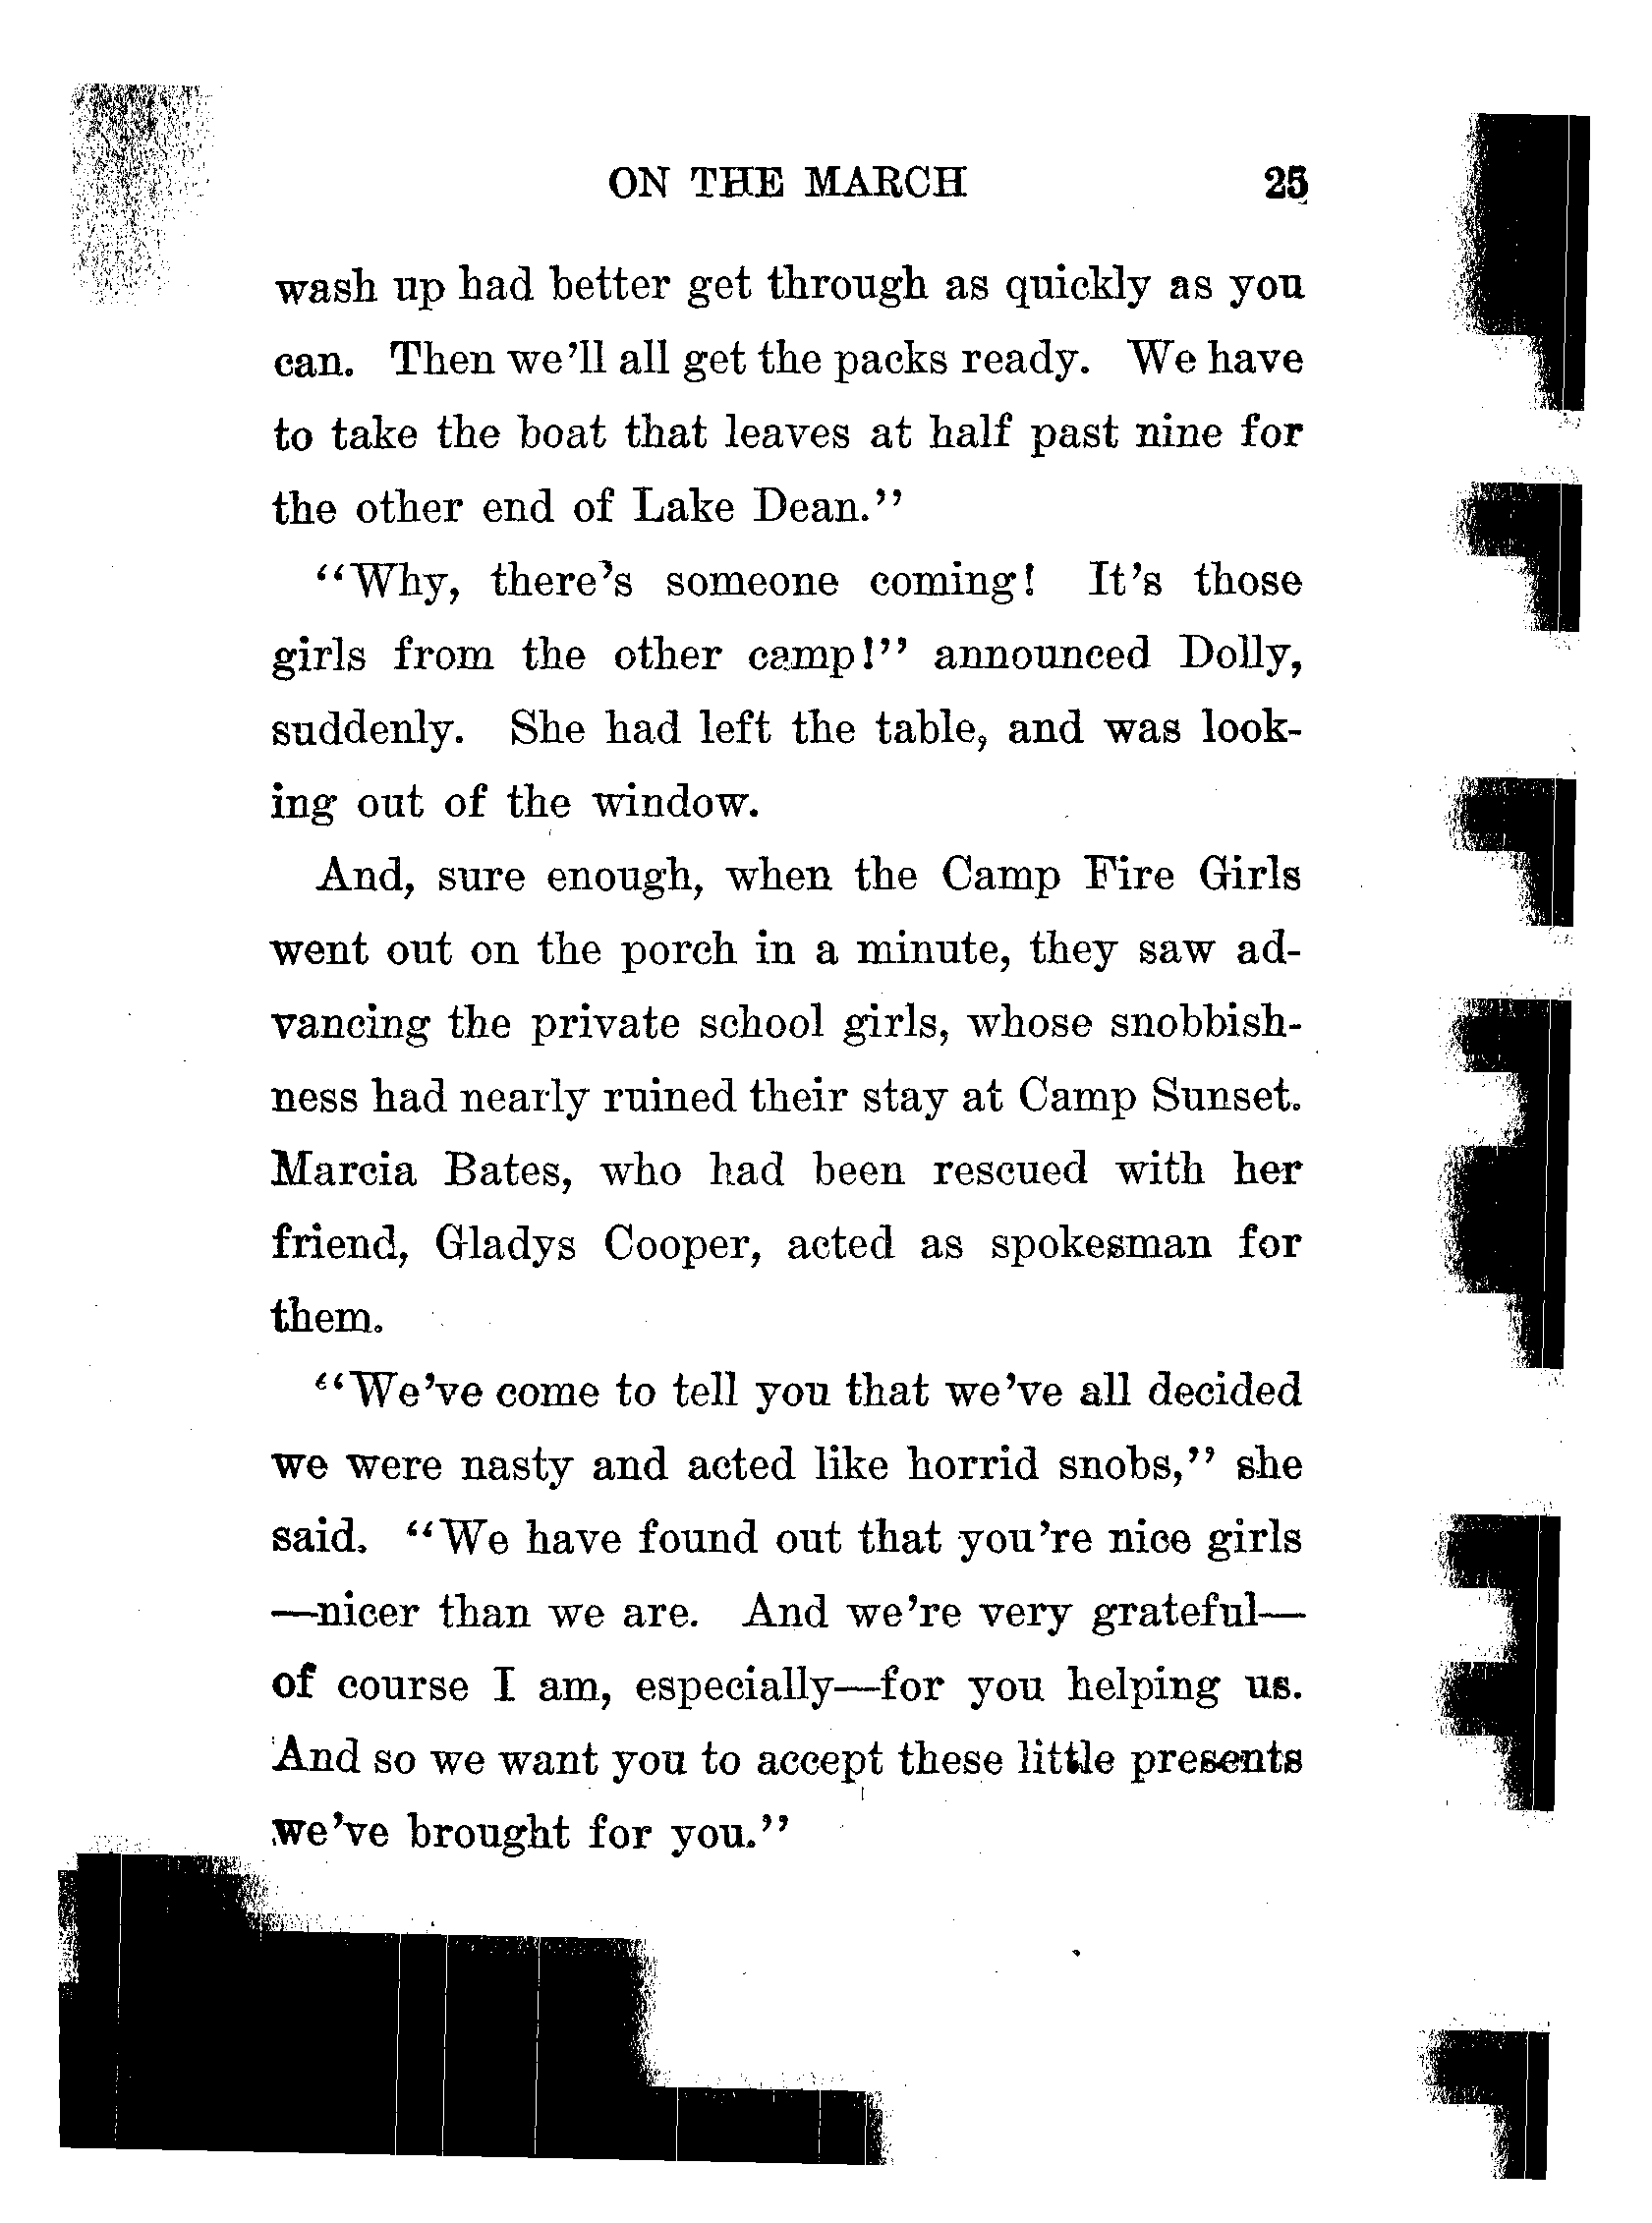 ON THE MARCH 25
wash up had better get through as quickly as you
can. Then we'll all get the packs ready. We have
to take the boat that leaves at half past nine for
the other end of Lake Dean."
"Why, there's someone coming! It's those
girls from the other camp!" announced Dolly,
suddenly. She had left the table, and was look-
ing out of the window.
And, sure enough, when the Camp Fire Girls
went out on the porch in a minute, they saw ad-
vancing the private school girls, whose snobbish-
ness had nearly ruined their stay at Camp Sunset.
Marcia Bates, who had been rescued with her
friend, Gladys Cooper, acted as spokesman for
them.
"We've come to tell you that we've all decided
we were nasty and acted like horrid snobs," she
said. "We have found out that you're nice girls
—nicer than we are. And we're very grateful—
of course I am, especially—for you helping us.
And so we want you to accept these little presents
we've brought for you."